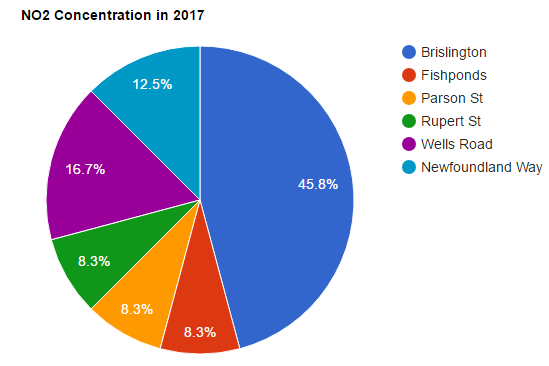 NO2 Concentration in 2017
Brislington
Fishponds
Parson St
Rupert St
Wells Road
Newfoundland Way
12.5%
16.7%
45.8%
8.3%
8.3%
8.3%